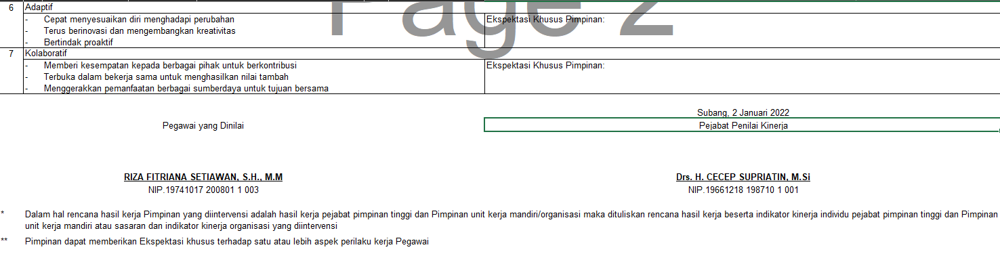 Page 2
6 Adaptif
- Cepat menyesuaikan diri menghadapi perubahan
Ekspektasi Khusus Pimpinan:
- Terus berinovasi dan mengembangkan kreativitas
- Bertindak proaktif
7 Kolaboratif
- Memberi kesempatan kepada berbagai pihak untuk berkontribusi
Ekspektasi Khusus Pimpinan:
- Terbuka dalam bekerja sama untuk menghasilkan nilai tambah
- Menggerakkan pemanfaatan berbagai sumberdaya untuk tujuan bersama
Subang, 2 Januari 2022
Pegawai yang Dinilai
Pejabat Penilai Kinerja
RIZA FITRIANA SETIAWAN, S.H., M.M
Drs. H. CECEP SUPRIATIN, M.Si
NIP.19741017 200801 1 003
NIP.19661218 198710 1 001
* Dalam hal rencana hasil kerja Pimpinan yang diintervensi adalah hasil kerja pejabat pimpinan tinggi dan Pimpinan unit kerja mandiri/organisasi maka dituliskan rencana hasil kerja beserta indikator kinerja individu pejabat pimpinan tinggi dan Pimpinan
unit kerja mandiri atau sasaran dan indikator kinerja organisasi yang diintervensi
** Pimpinan dapat memberikan Ekspektasi khusus terhadap satu atau lebih aspek perilaku kerja Pegawai